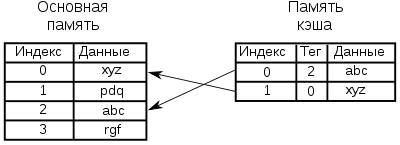 Основная
память
Индекс Данные
0 xyz
1 pdq
2 abc
3 rgf
Память
кэша
Индекс Тег Данные
0 2 abc
1 0 xyz